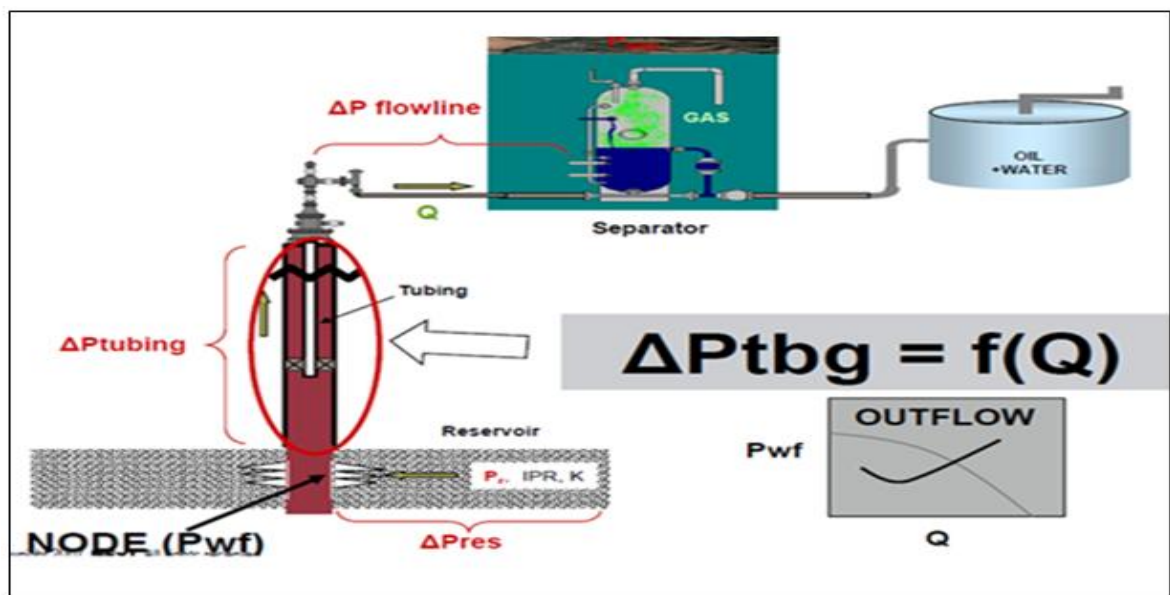 ΔP flowline
GAS
OIL
+WATER
Q
Separator
Tubing
ΔPtubing
ΔPtbg = f(Q)
OUTFLOW
Pwf
Q
Reservoir
IPR, K
NODE (Pwf)
ΔPres